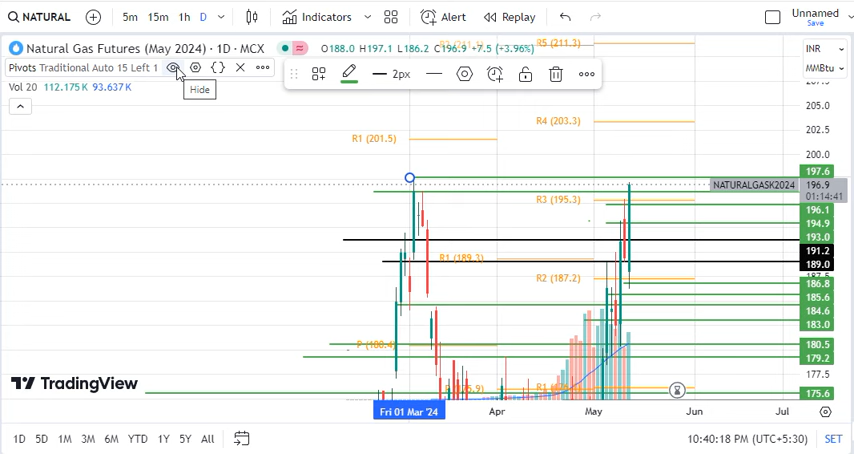 NATURAL 5m 15m 1h D Indicators Alert Replay Unnamed
Save
Natural Gas Futures (May 2024) · 1D · MCX O188.0 H197.1 L186.2 C196.9 +7.5 (+3.96%) R5 (211.3) INR
Pivots Traditional Auto 15 Left 1 2px MMBtu
Hide
Vol 20 112.175K 93.637K
205.0
R4 (203.3)
202.5
R1 (201.5)
200.0
197.6
NATURALGASK2024 196.9
01:14:41
R3 (195.3)
196.1
194.9
193.0
191.2
R1 (189.3) 189.0
R2 (187.2) 187.5
186.8
185.6
184.6
183.0
P (180.4) 180.5
179.2
TradingView 177.5
175.6
Fri 01 Mar '24 Apr May Jun Jul
1D 5D 1M 3M 6M YTD 1Y 5Y All 10:40:18 PM (UTC+5:30) SET